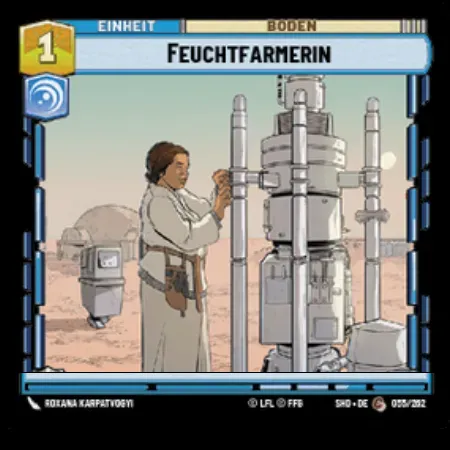 EINHEIT BODEN
1 FEUCHTFARMERIN
ROXANA KARPATVOGYI © LFL Ⓟ FFG SHD • DE 055/262